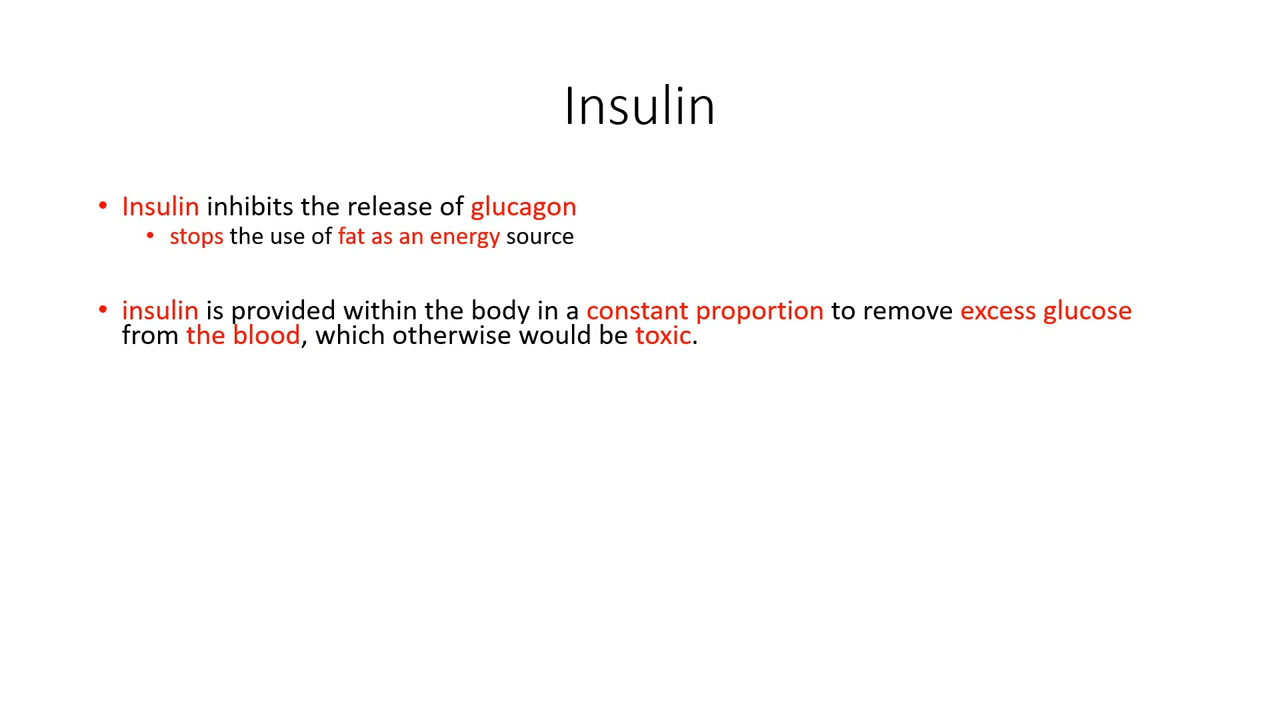 Insulin
• Insulin inhibits the release of glucagon
• stops the use of fat as an energy source
• insulin is provided within the body in a constant proportion to remove excess glucose
from the blood, which otherwise would be toxic.